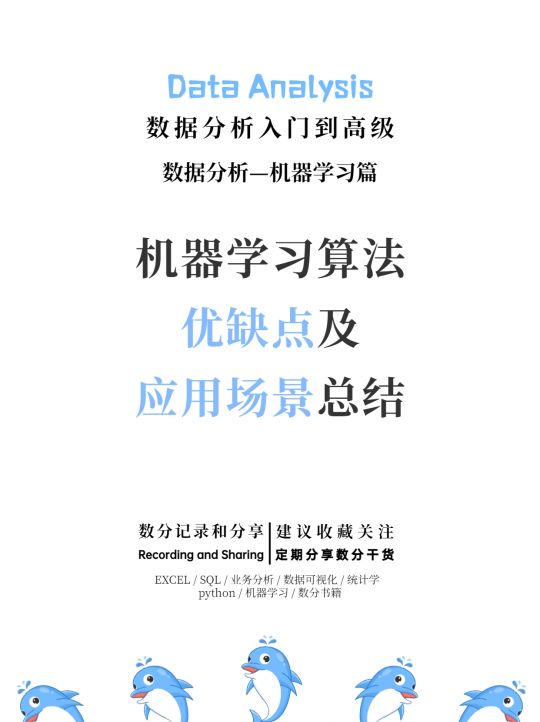 Data Analysis
数据分析入门到高级
数据分析—机器学习篇
机器学习算法
优缺点及
应用场景总结
数分记录和分享 | 建议收藏关注
Recording and Sharing | 定期分享数分干货
EXCEL / SQL / 业务分析 / 数据可视化 / 统计学
python / 机器学习 / 数分书籍